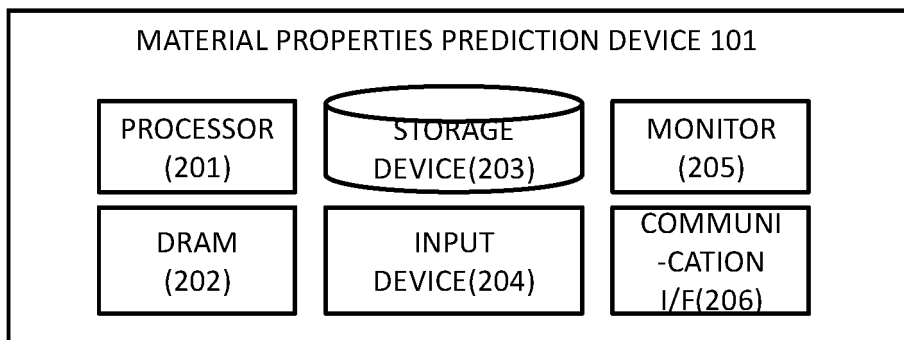 MATERIAL PROPERTIES PREDICTION DEVICE 101
PROCESSOR
(201)
STORAGE
DEVICE(203)
MONITOR
(205)
DRAM
(202)
INPUT
DEVICE(204)
COMMUNI
-CATION
I/F(206)